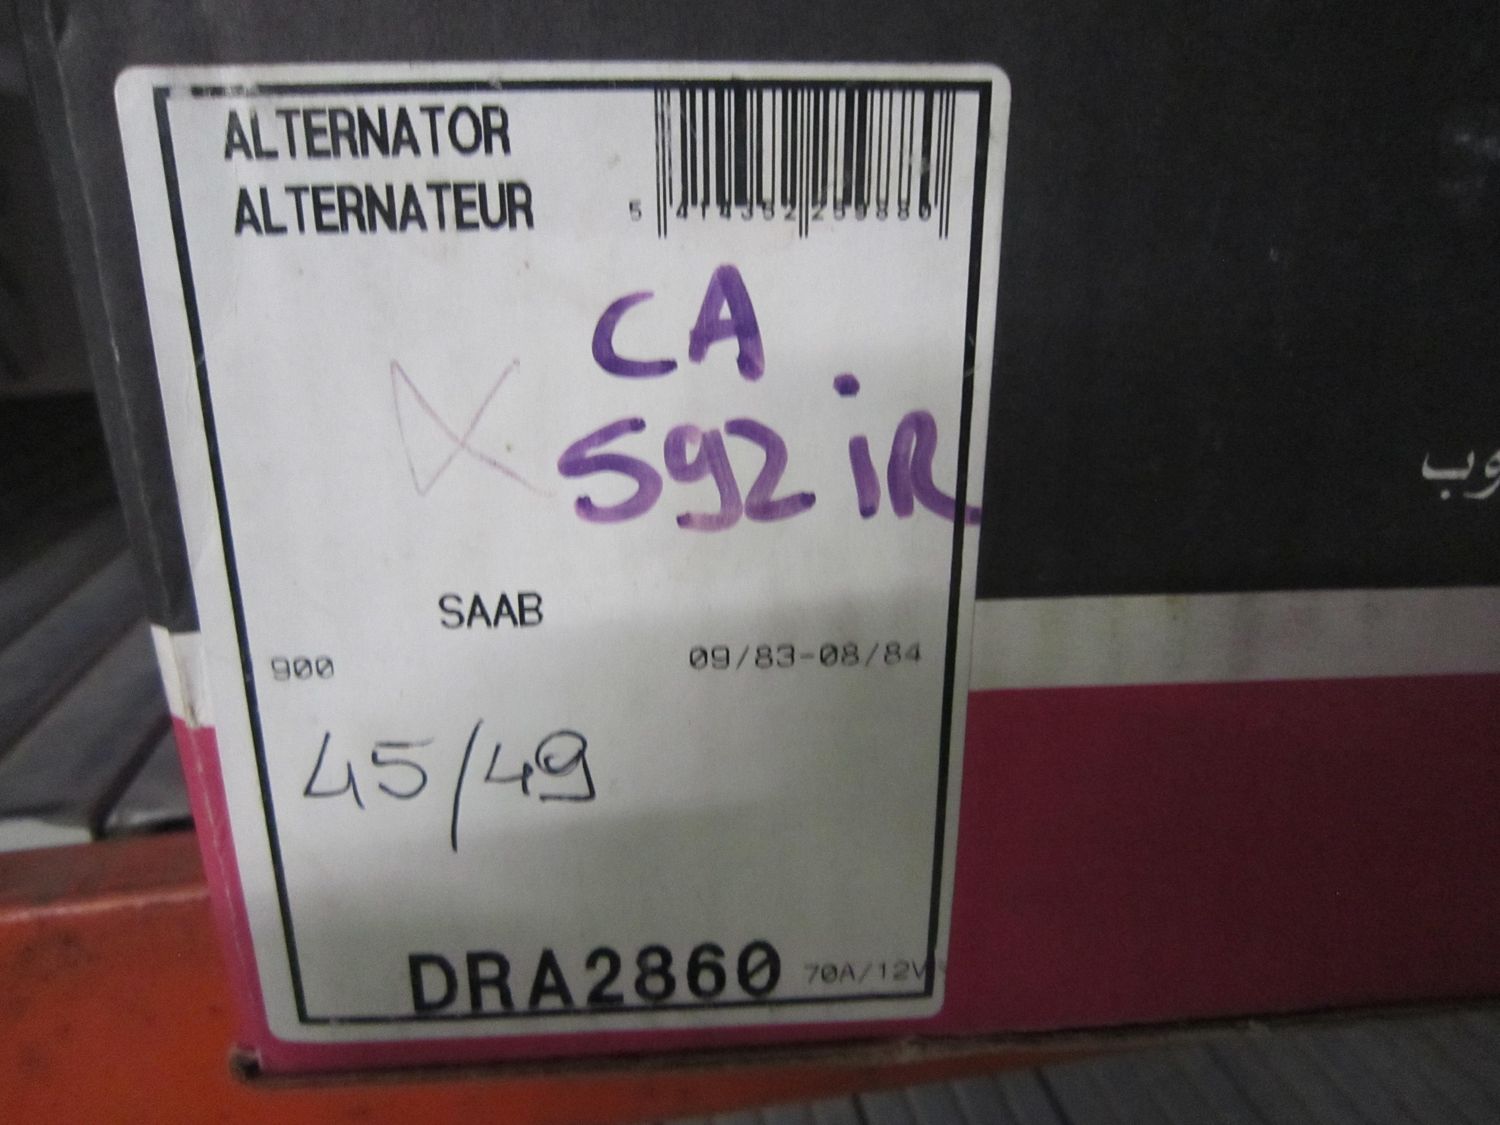 ALTERNATOR
ALTERNATEUR
CA
592 iR
SAAB
900 09/83-08/84
45/49
DRA2860 70A/12V